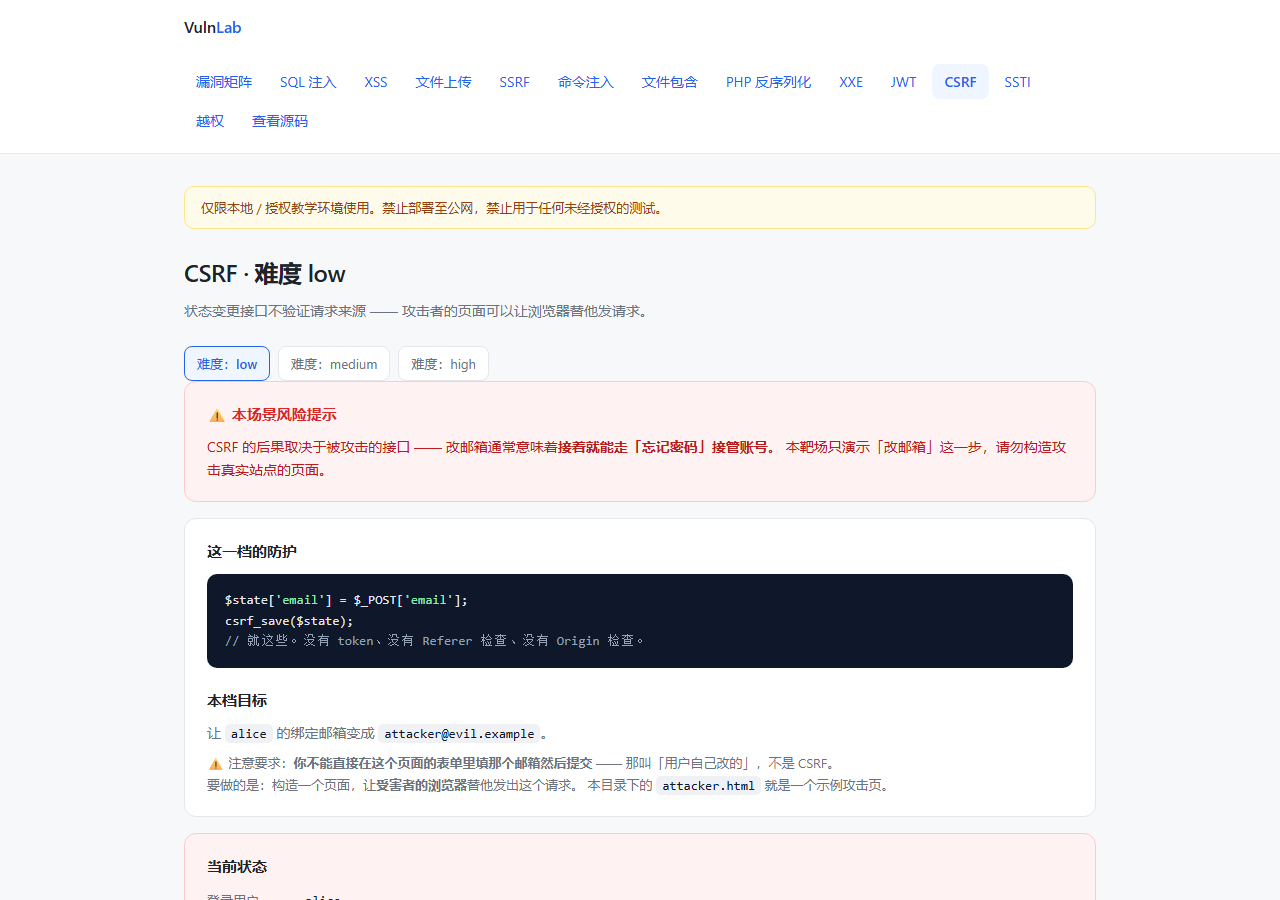 VulnLab
漏洞矩阵 SQL 注入 XSS 文件上传 SSRF 命令注入 文件包含 PHP 反序列化 XXE JWT CSRF SSTI
越权 查看源码
仅限本地 / 授权教学环境使用。禁止部署至公网，禁止用于任何未经授权的测试。
CSRF · 难度 low
状态变更接口不验证请求来源 —— 攻击者的页面可以让浏览器替他发请求。
难度：low 难度：medium 难度：high
⚠️ 本场景风险提示
CSRF 的后果取决于被攻击的接口 —— 改邮箱通常意味着接着就能走「忘记密码」接管账号。 本靶场只演示「改邮箱」这一步，请勿构造攻
击真实站点的页面。
这一档的防护
$state['email'] = $_POST['email'];
csrf_save($state);
// 就这些。没有 token、没有 Referer 检查、没有 Origin 检查。
本档目标
让 alice 的绑定邮箱变成 attacker@evil.example 。
⚠️ 注意要求：你不能直接在这个页面的表单里填那个邮箱然后提交 —— 那叫「用户自己改的」，不是 CSRF。
要做的是：构造一个页面，让受害者的浏览器替他发出这个请求。 本目录下的 attacker.html 就是一个示例攻击页。
当前状态
登录用户 alice